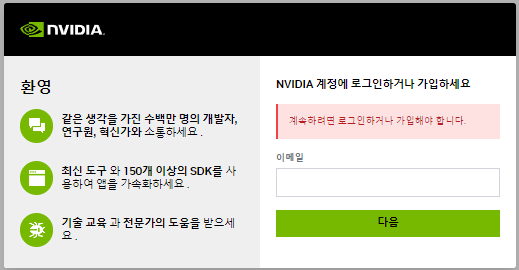 NVIDIA.
환영
같은 생각을 가진 수백만 명의 개발자,
연구원, 혁신가와 소통하세요 .
최신 도구 와 150개 이상의 SDK를 사
용하여 앱을 가속화하세요 .
기술 교육 과 전문가의 도움을 받으세
요 .
NVIDIA 계정에 로그인하거나 가입하세요
계속하려면 로그인하거나 가입해야 합니다.
이메일
다음